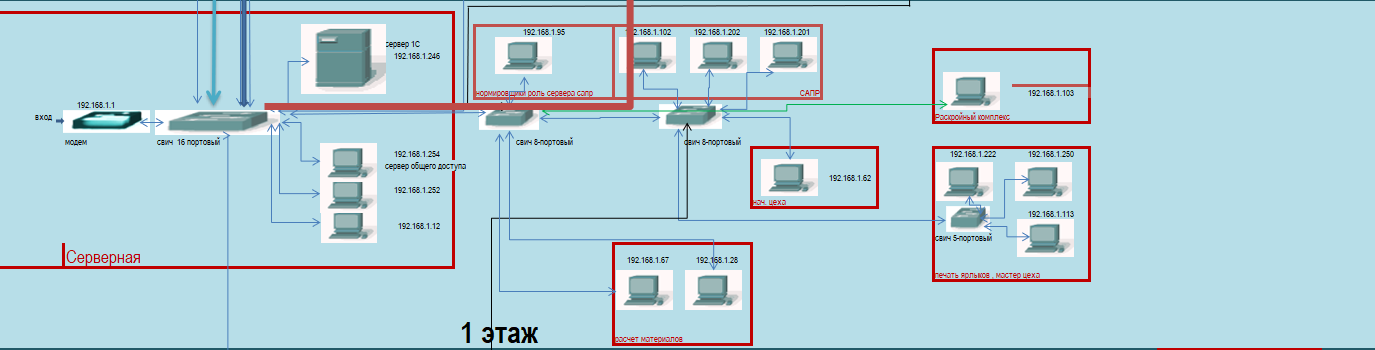 192.168.1.1
вход
модем
свич 16 портовый
сервер 1С
192.168.1.246
192.168.1.254
сервер общего доступа
192.168.1.252
192.168.1.12
Серверная
192.168.1.95
нормировщики роль сервера сапр
192.168.1.102
192.168.1.202
192.168.1.201
САПР
свич 8-портовый
свич 8-портовый
192.168.1.103
Раскройный комплекс
192.168.1.62
нач. цеха
192.168.1.222
192.168.1.250
192.168.1.113
свич 5-портовый
печать ярлыков , мастер цеха
192.168.1.67
192.168.1.28
расчет материалов
1 этаж